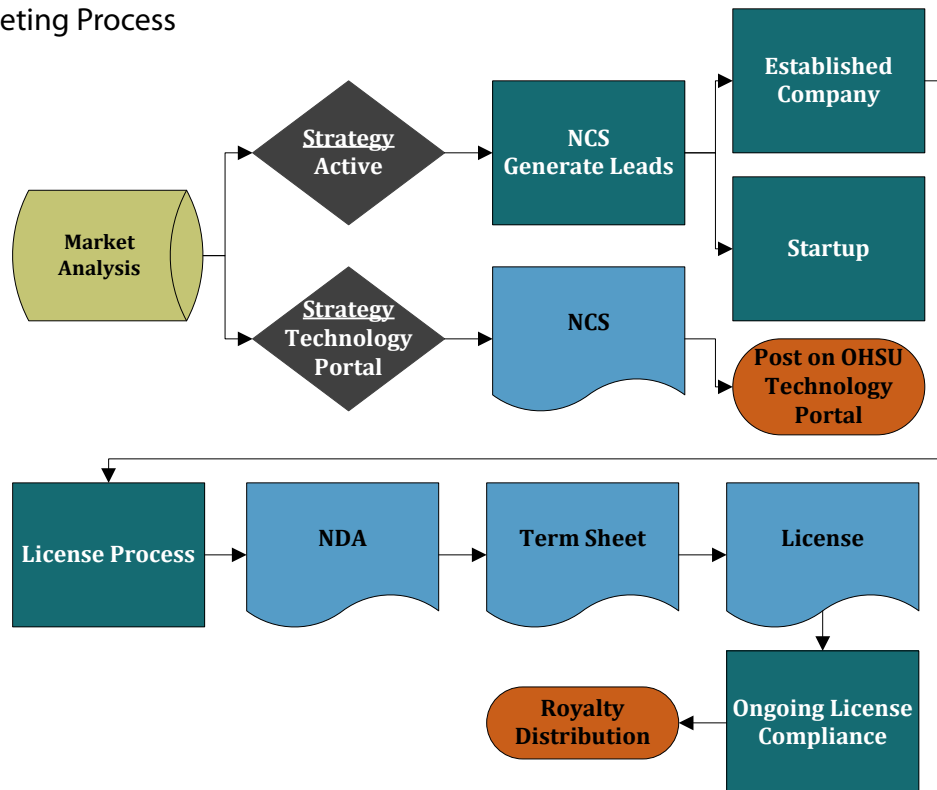 eting Process
Established
Company
Strategy
Active
NCS
Generate Leads
Market
Analysis
Startup
Strategy
Technology
Portal
NCS
Post on OHSU
Technology
Portal
License Process
NDA
Term Sheet
License
Royalty
Distribution
Ongoing License
Compliance